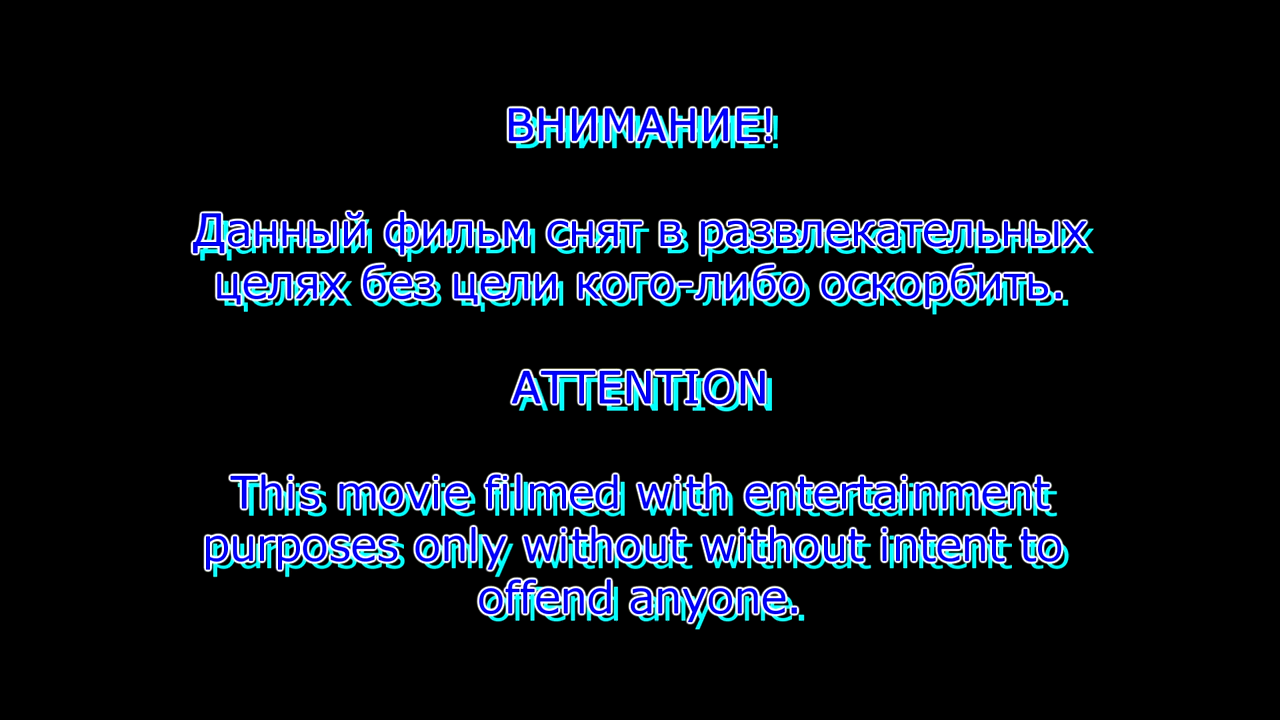 ВНИМАНИЕ!
Данный фильм снят в развлекательных
целях без цели кого-либо оскорбить.
ATTENTION
This movie filmed with entertainment
purposes only without without intent to
offend anyone.